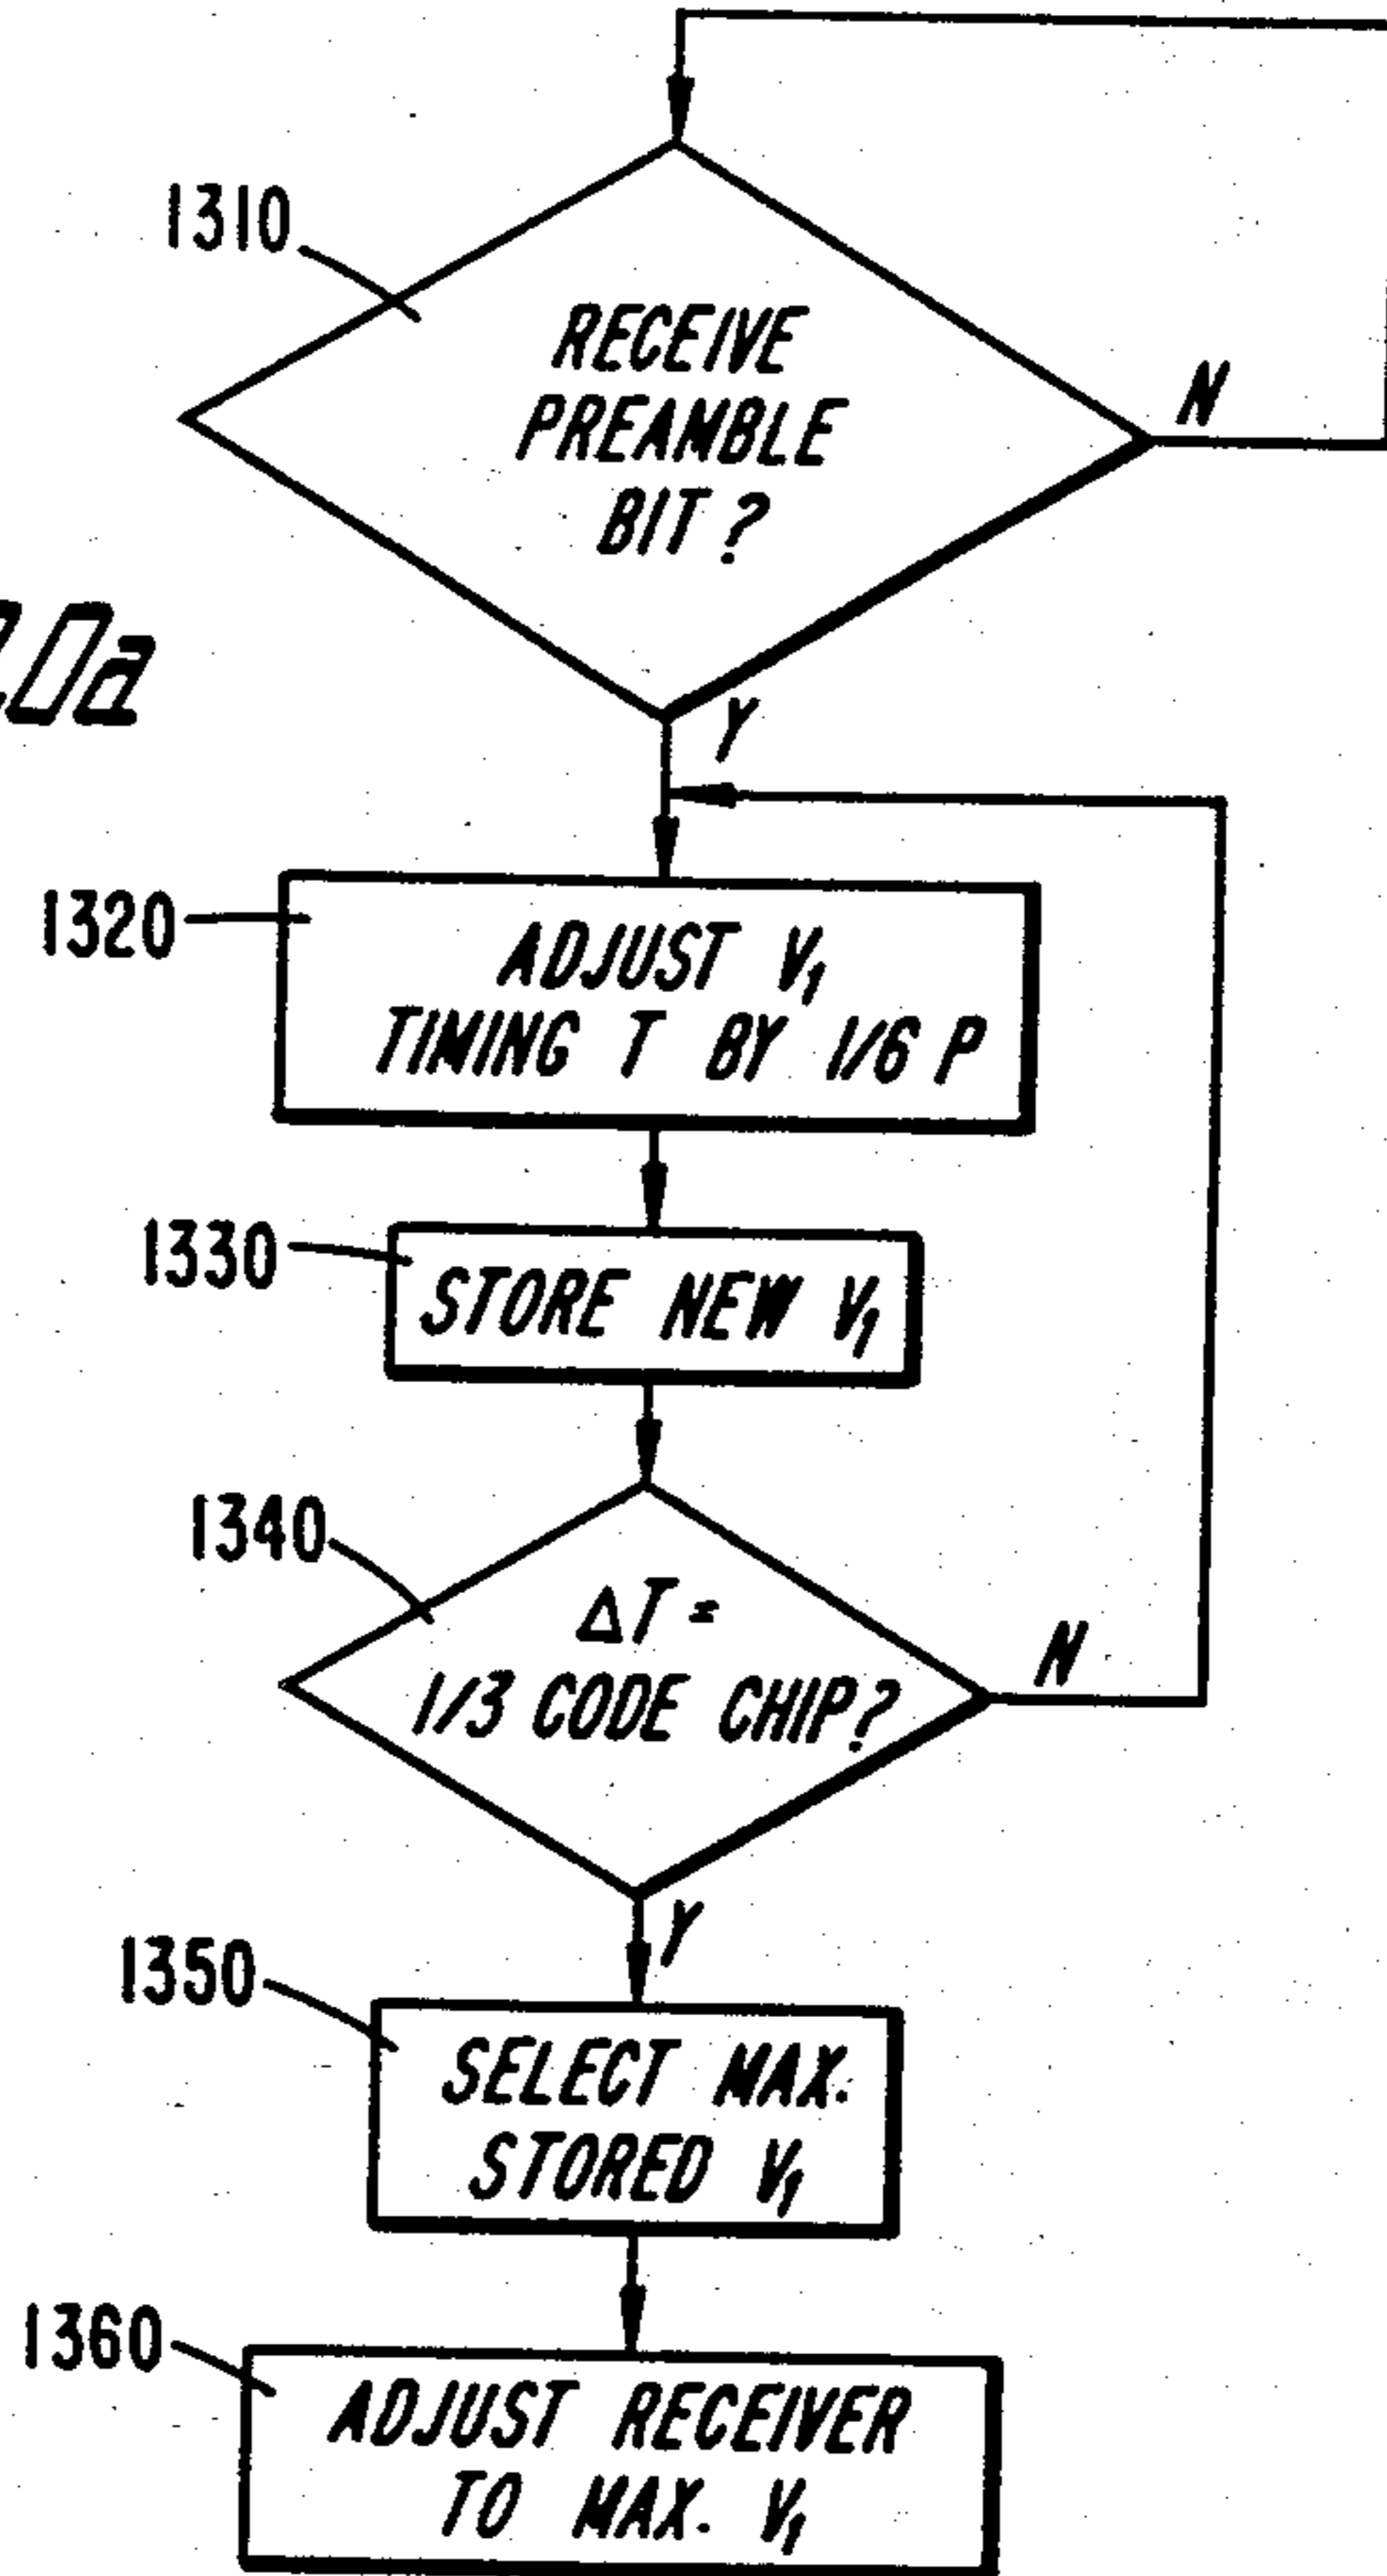 1310
RECEIVE
PREAMBLE
BIT?
N
Y
1320
ADJUST V₁
TIMING T BY 1/6 P
1330
STORE NEW V₁
1340
ΔT =
1/3 CODE CHIP?
N
Y
1350
SELECT MAX.
STORED V₁
1360
ADJUST RECEIVER
TO MAX. V₁